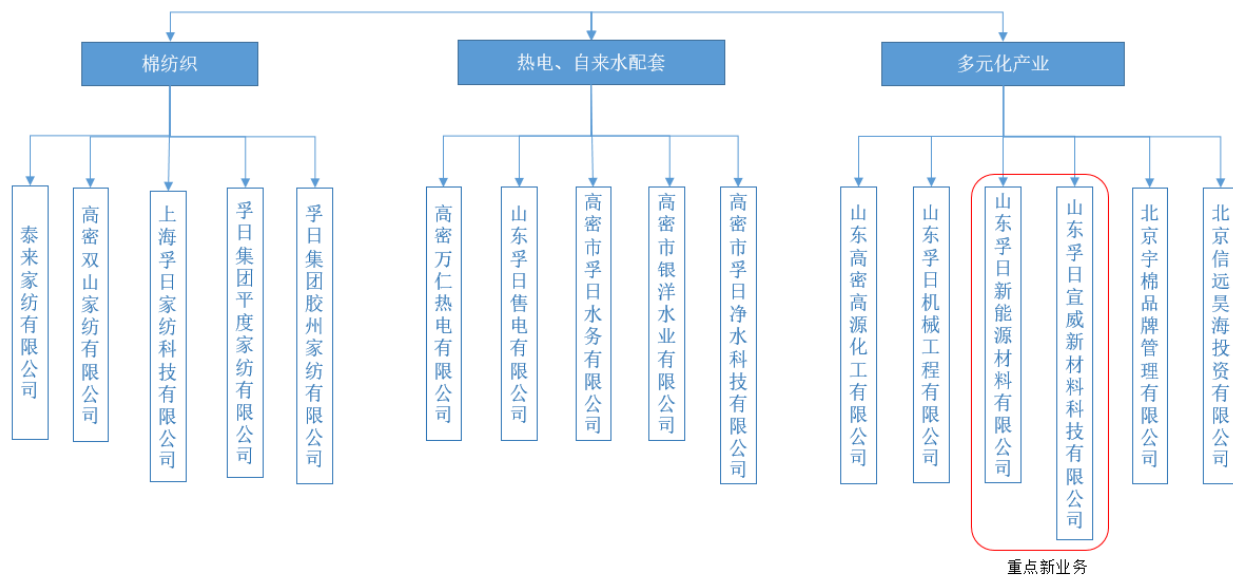 棉纺织
热电、自来水配套
多元化产业
泰来家纺有限公司
高密双山家纺有限公司
上海孚日家纺科技有限公司
孚日集团平度家纺有限公司
孚日集团胶州家纺有限公司
高密万仁热电有限公司
山东孚日售电有限公司
高密市孚日水务有限公司
高密市银洋水业有限公司
高密市孚日净水科技有限公司
山东高密高源化工有限公司
山东孚日机械工程有限公司
山东孚日新能源材料有限公司
山东孚日宣威新材料科技有限公司
北京宇棉品牌管理有限公司
北京信远昊海投资有限公司
重点新业务